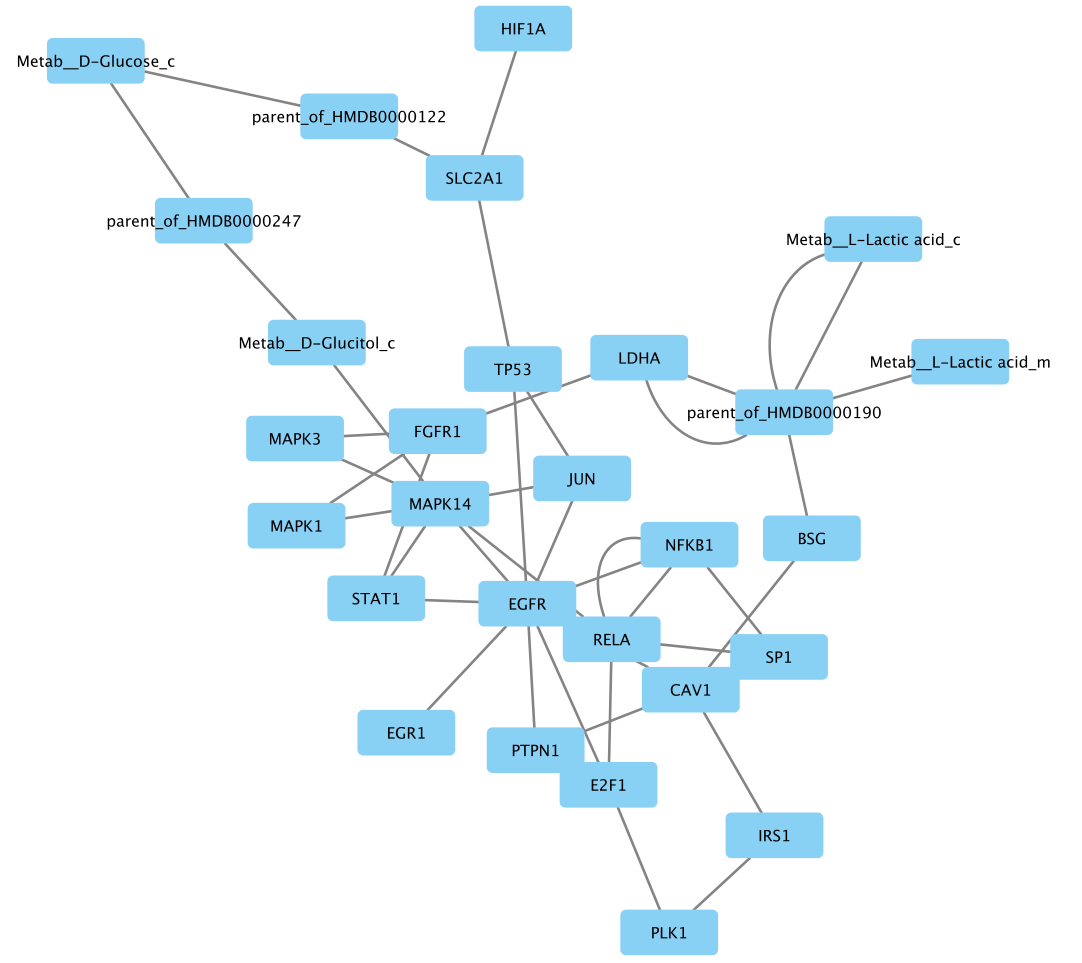 HIF1A
Metab__D-Glucose_c
parent_of_HMDB0000122
SLC2A1
parent_of_HMDB0000247
Metab__L-Lactic acid_c
Metab__D-Glucitol_c
LDHA
Metab__L-Lactic acid_m
TP53
parent_of_HMDB0000190
FGFR1
MAPK3
JUN
MAPK14
MAPK1
BSG
NFKB1
STAT1
EGFR
RELA
SP1
CAV1
EGR1
PTPN1
E2F1
IRS1
PLK1